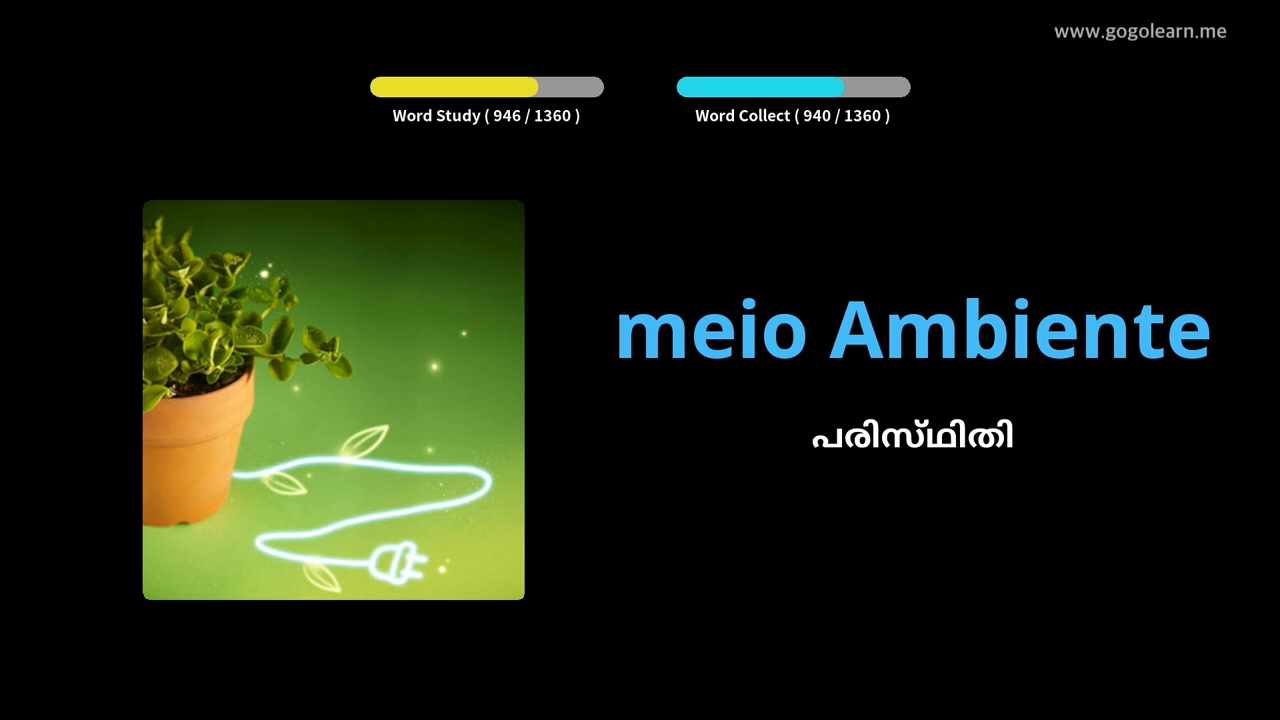 www.gogolearn.me
Word Study ( 946 / 1360 )
Word Collect ( 940 / 1360 )
meio Ambiente
പരിസ്ഥിതി